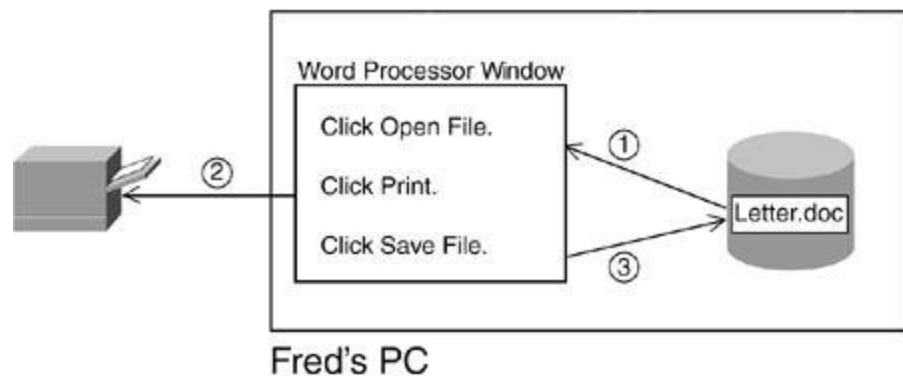 Word Processor Window
Click Open File.
①
②
Click Print.
Letter.doc
Click Save File.
③
Fred's PC